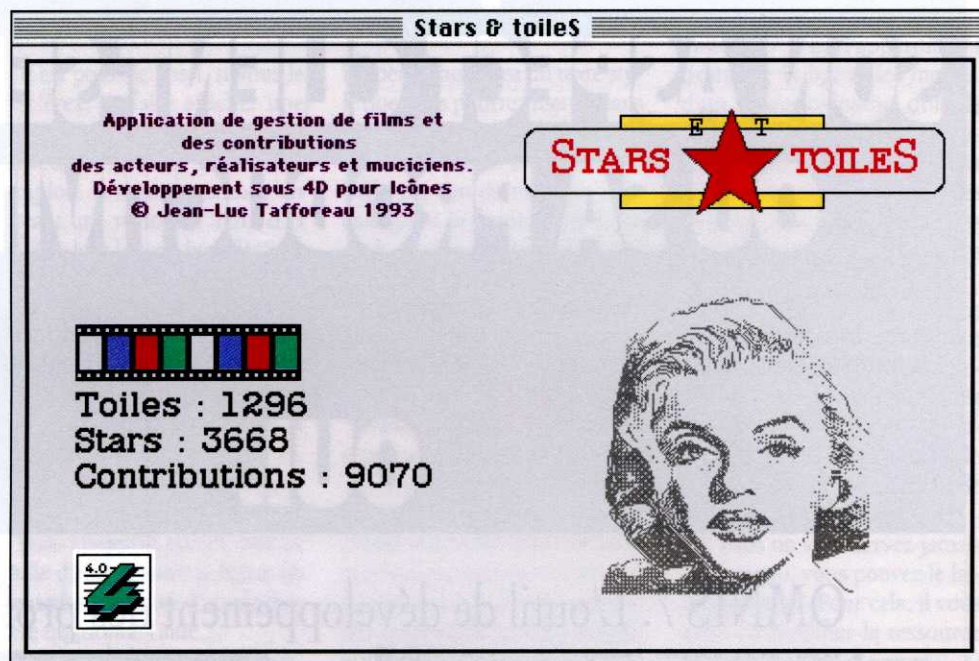 Stars & toileS
Application de gestion de films et
des contributions
des acteurs, réalisateurs et muciciens.
Développement sous 4D pour Icônes
© Jean-Luc Tafforeau 1993
E T
STARS TOILES
Toiles : 1296
Stars : 3668
Contributions : 9070
4.0
4